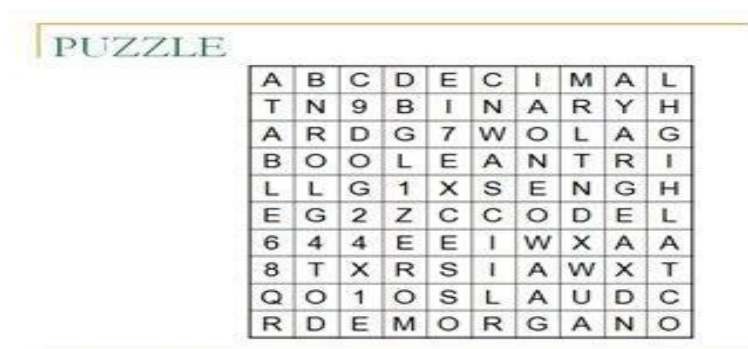 PUZZLE
A B C D E C I M A L
T N 9 B I N A R Y H
A R D G 7 W O L A G
B O O L E A N T R I
L L G 1 X S E N G H
E G 2 Z C C O D E L
6 4 4 E E I W X A A
8 T X R S I A W X T
Q O 1 O S L A U D C
R D E M O R G A N O